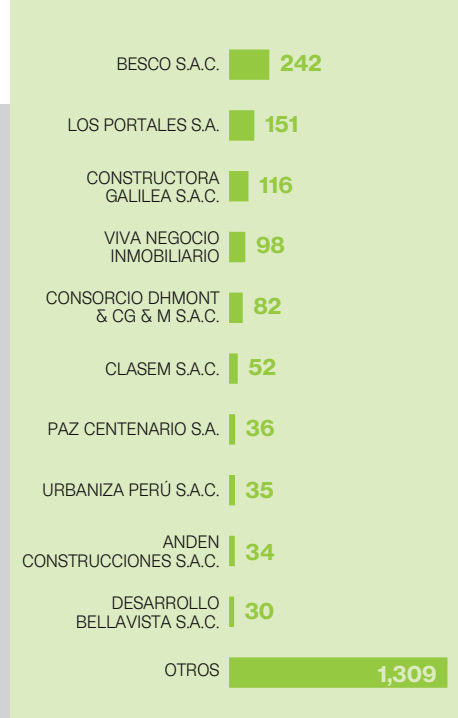 BESCO S.A.C. 242
LOS PORTALES S.A. 151
CONSTRUCTORA
GALILEA S.A.C. 116
VIVA NEGOCIO
INMOBILIARIO 98
CONSORCIO DHMONT
& CG & M S.A.C. 82
CLASEM S.A.C. 52
PAZ CENTENARIO S.A. 36
URBANIZA PERÚ S.A.C. 35
ANDEN
CONSTRUCCIONES S.A.C. 34
DESARROLLO
BELLAVISTA S.A.C. 30
OTROS 1,309